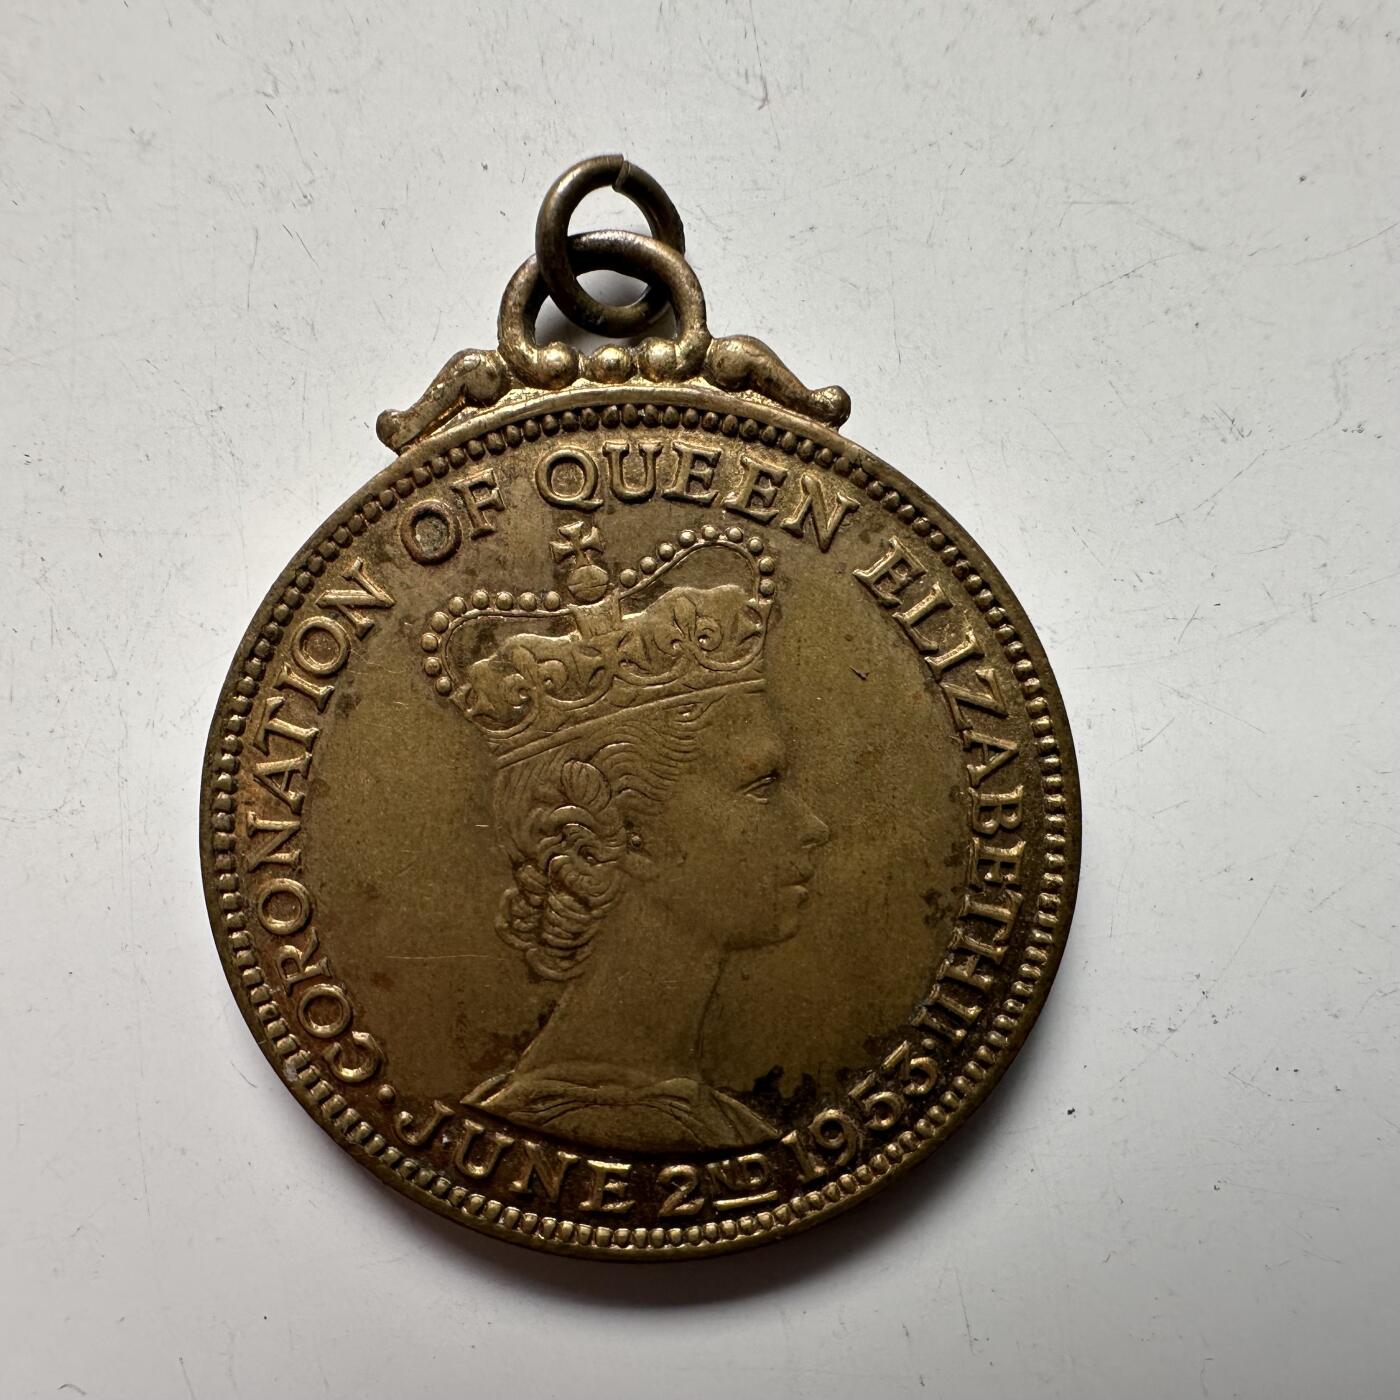 · CORONATION OF QUEEN ELIZABETH II ·
JUNE 2ND 1953